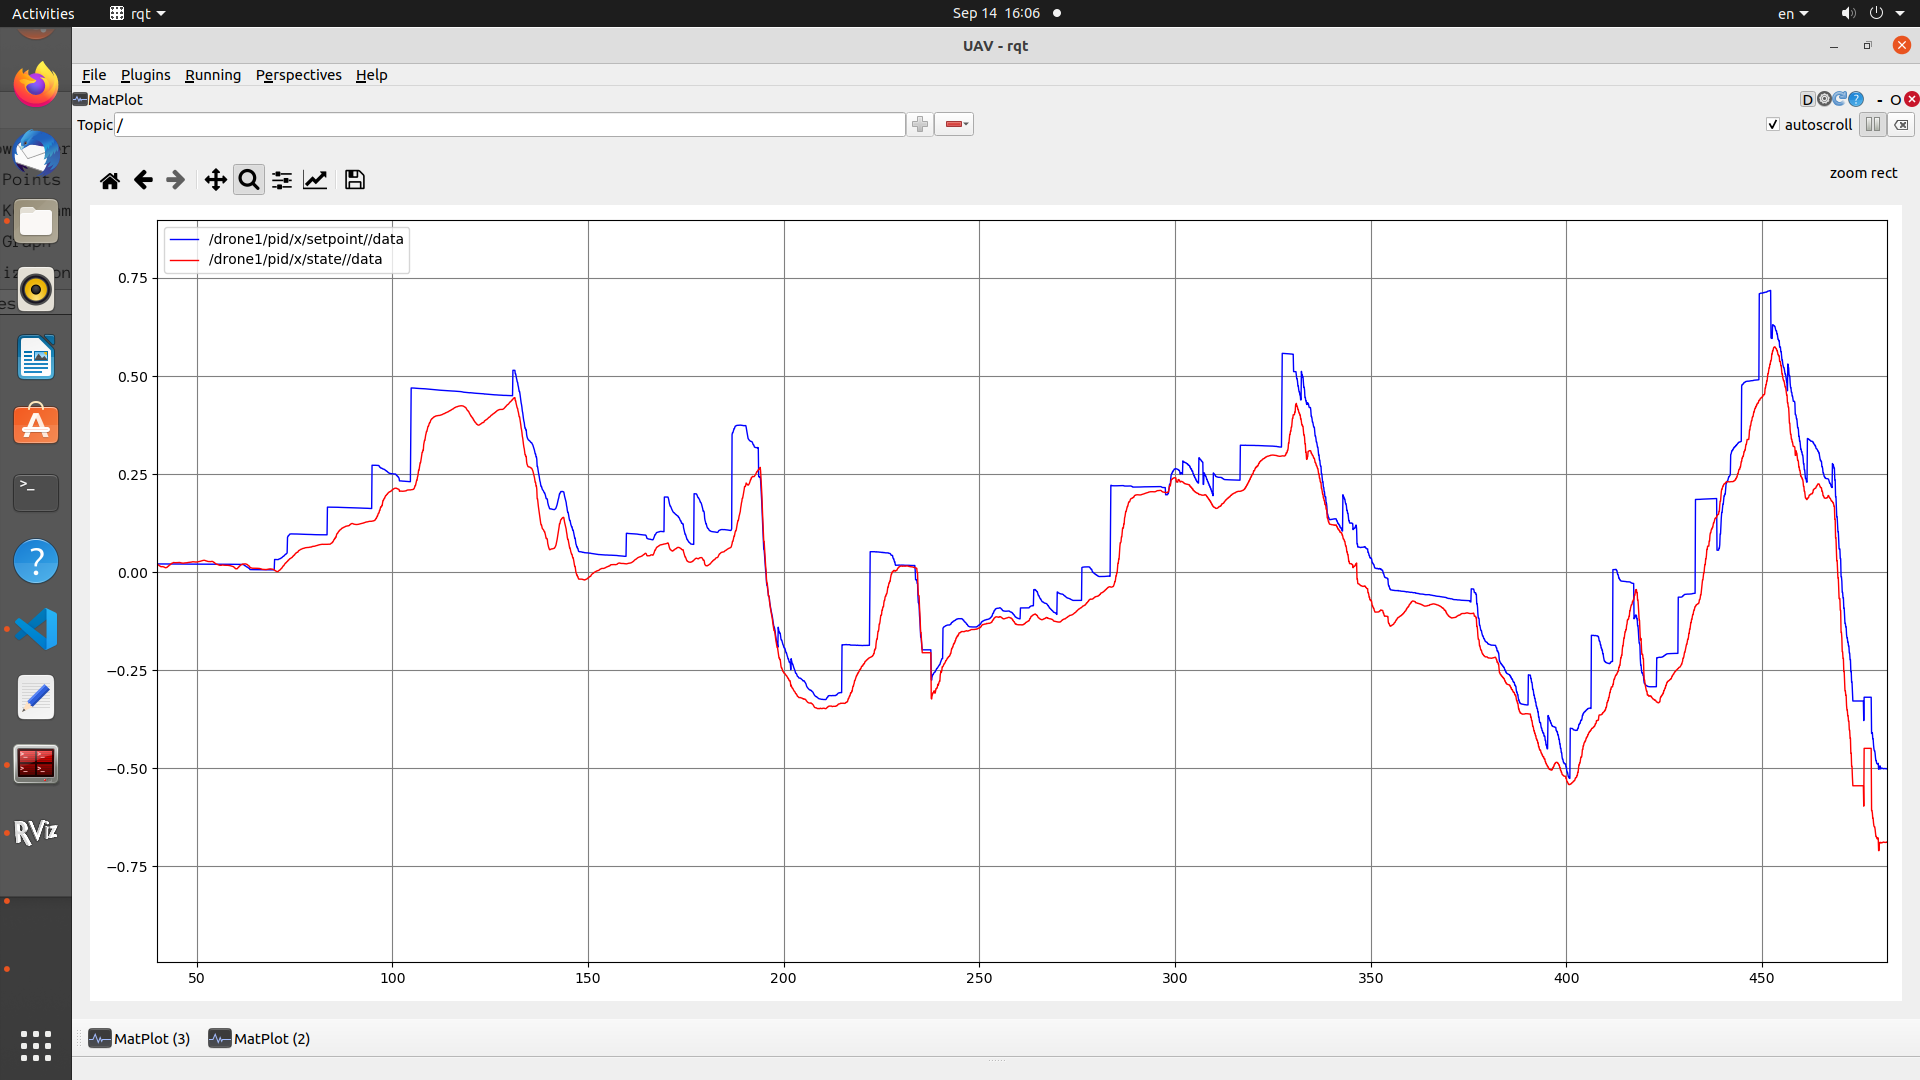 Activities rqt Sep 14 16:06 en
UAV - rqt
File Plugins Running Perspectives Help
MatPlot D - O
Topic / autoscroll
zoom rect
Points
/drone1/pid/x/setpoint//data
/drone1/pid/x/state//data
0.75
0.50
0.25
0.00
−0.25
−0.50
−0.75
50 100 150 200 250 300 350 400 450
RViz
MatPlot (3) MatPlot (2)